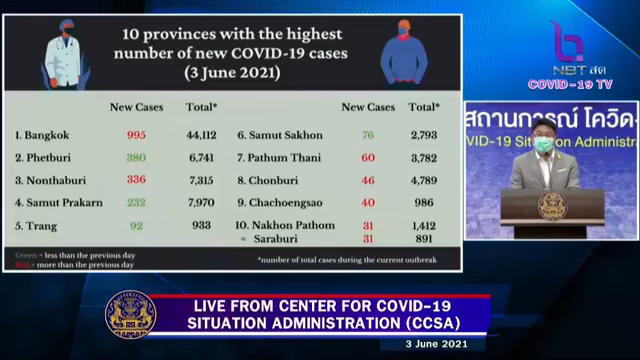 10 provinces with the highest
number of new COVID-19 cases
(3 June 2021)
New Cases Total* New Cases Total*
1. Bangkok 995 44,112 6. Samut Sakhon 76 2,793
2. Phetburi 380 6,741 7. Pathum Thani 60 3,782
3. Nonthaburi 336 7,315 8. Chonburi 46 4,789
4. Samut Prakarn 232 7,970 9. Chachoengsao 40 986
5. Trang 92 933 10. Nakhon Pathom 31 1,412
= Saraburi 31 891
Green = less than the previous day
Red = more than the previous day
*number of total cases during the current outbreak
NBT สด
COVID-19 TV
สถานการณ์ โควิด-
VID-19 Situation Administra
LIVE FROM CENTER FOR COVID-19
SITUATION ADMINISTRATION (CCSA)
3 June 2021